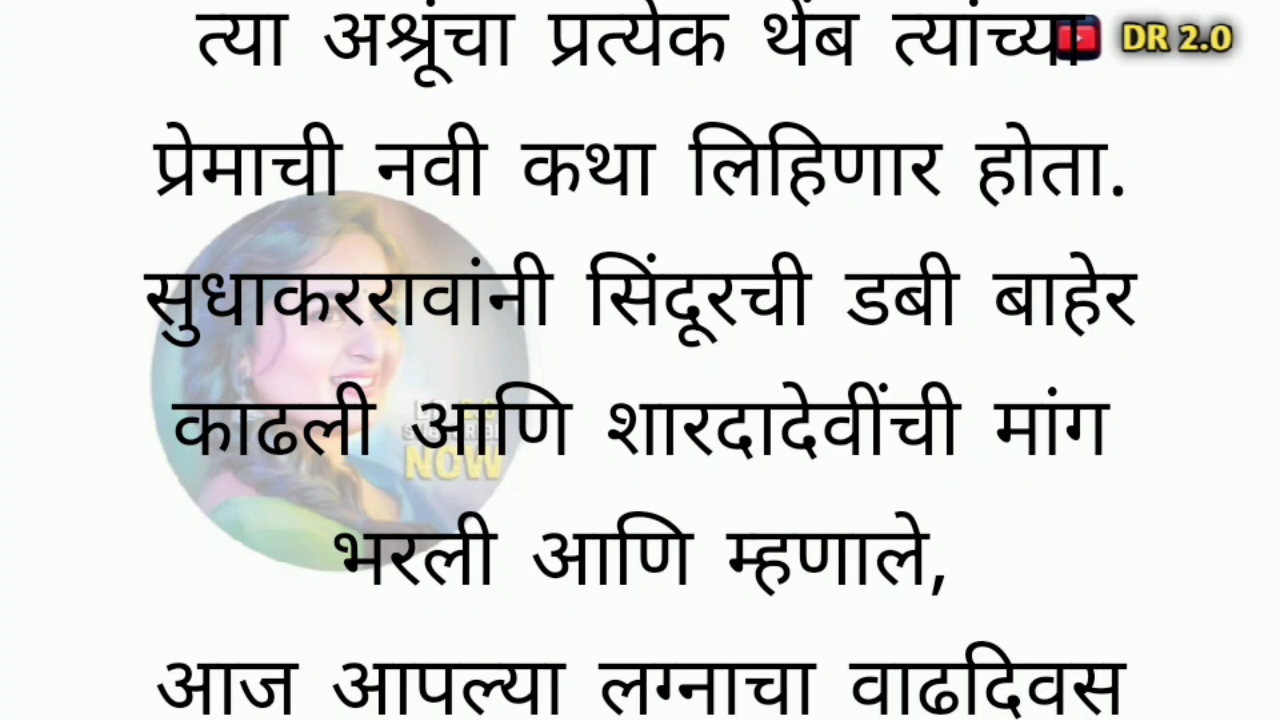 त्या अश्रूंचा प्रत्येक थेंब त्यांच्या
DR 2.0
प्रेमाची नवी कथा लिहिणार होता.
सुधाकररावांनी सिंदूरची डबी बाहेर
काढली आणि शारदादेवींची मांग
NOW
भरली आणि म्हणाले,
आज आपल्या लग्नाचा वाढदिवस